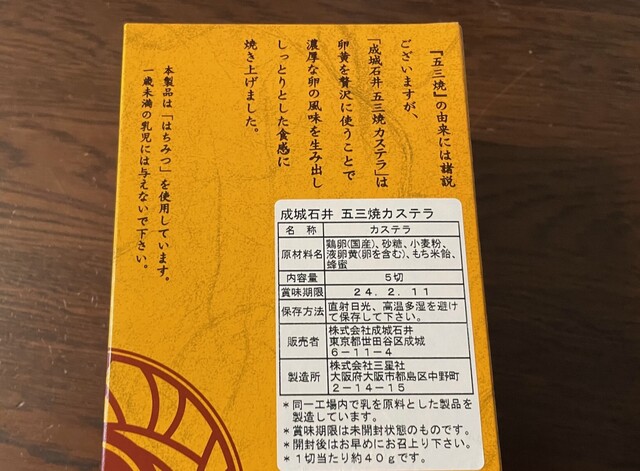 『五三焼』の由来には諸説
ございますが、
「成城石井 五三焼カステラ」は
卵黄を贅沢に使うことで
濃厚な卵の風味を生み出し
しっとりとした食感に
焼き上げました。
本製品は「はちみつ」を使用しています。
一歳未満の乳児には与えないで下さい。
成城石井 五三焼カステラ
名称 カステラ
原材料名 鶏卵(国産)、砂糖、小麦粉、
液卵黄(卵を含む)、もち米飴、
蜂蜜
内容量 5切
賞味期限 24.2.11
保存方法 直射日光、高温多湿を避け
て保存して下さい。
販売者 株式会社成城石井
東京都世田谷区成城
6-11-4
製造所 株式会社三星社
大阪府大阪市都島区中野町
2-14-15
*同一工場内で乳を原料とした製品を
製造しています。
*賞味期限は未開封状態のものです。
*開封後はお早めにお召上り下さい。
*1切当たり約40gです。